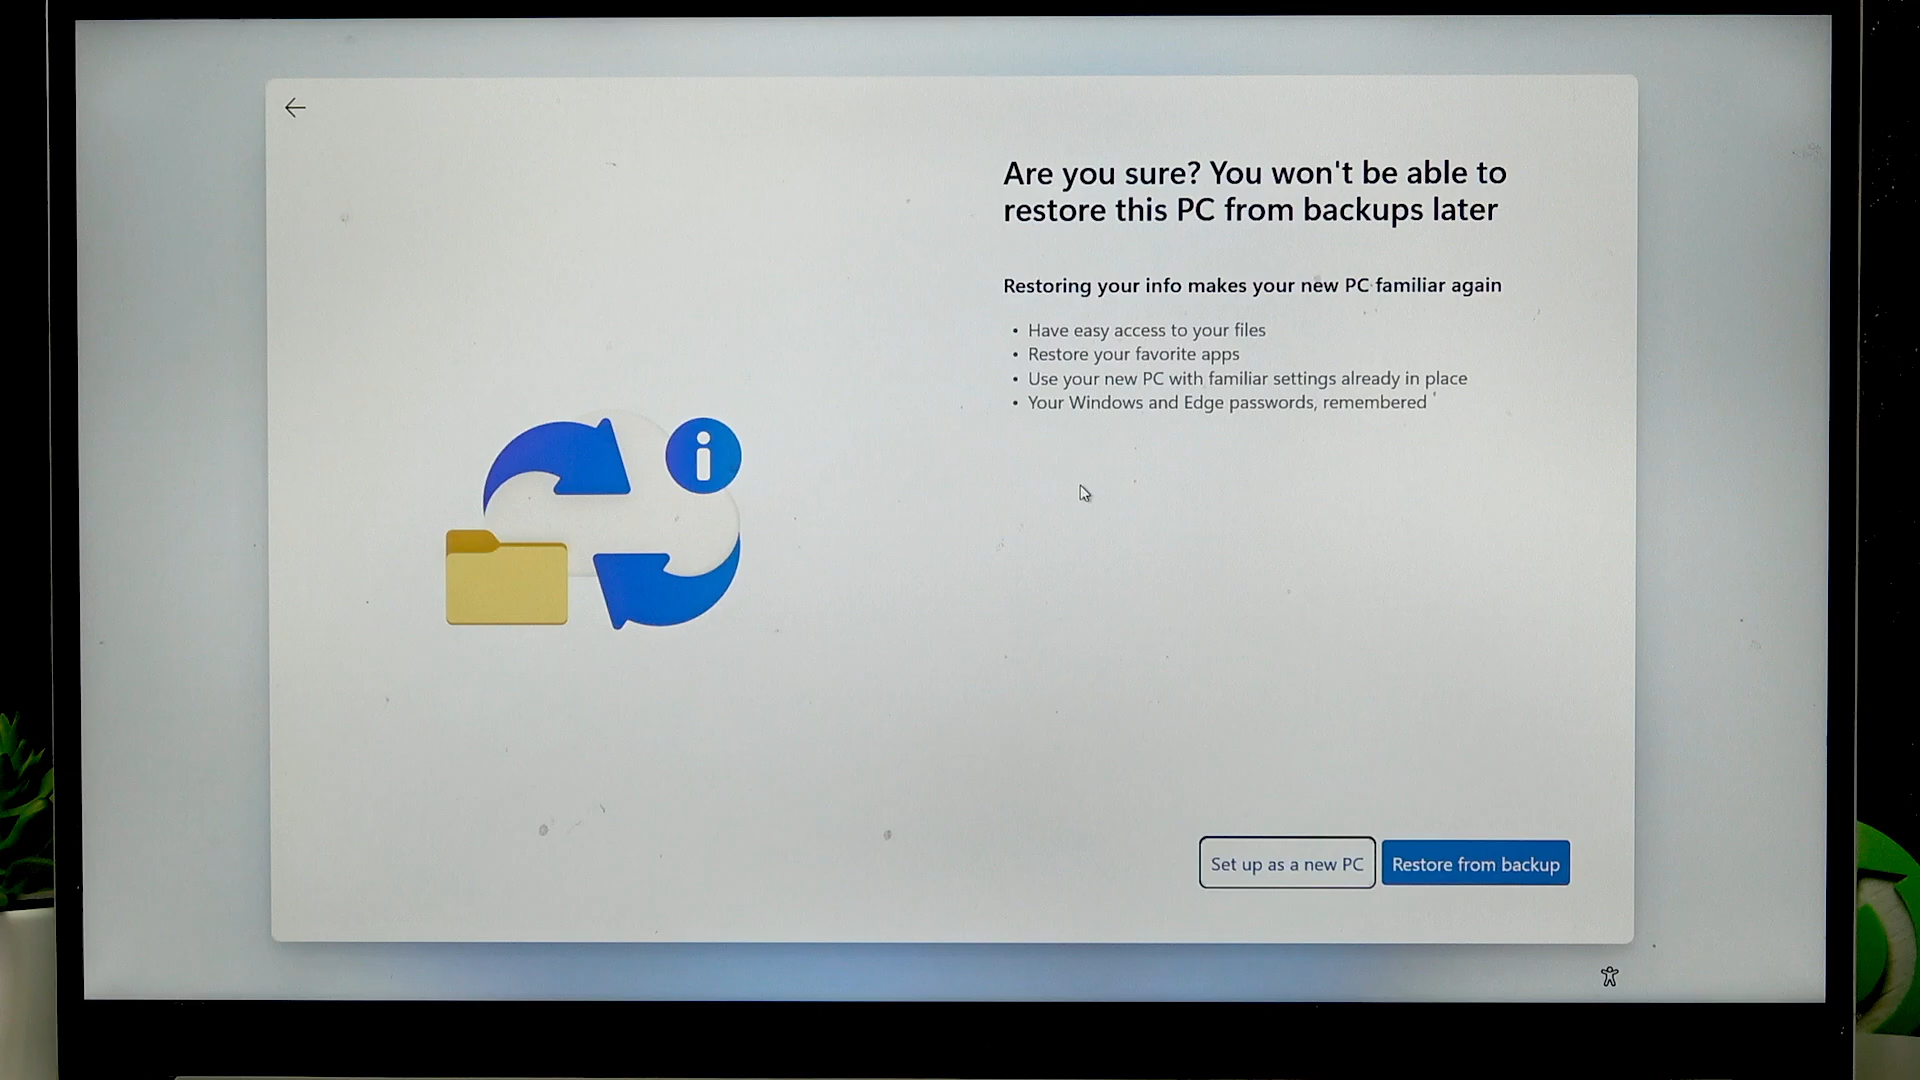 Are you sure? You won't be able to
restore this PC from backups later
Restoring your info makes your new PC familiar again
• Have easy access to your files
• Restore your favorite apps
• Use your new PC with familiar settings already in place
• Your Windows and Edge passwords, remembered
Set up as a new PC
Restore from backup